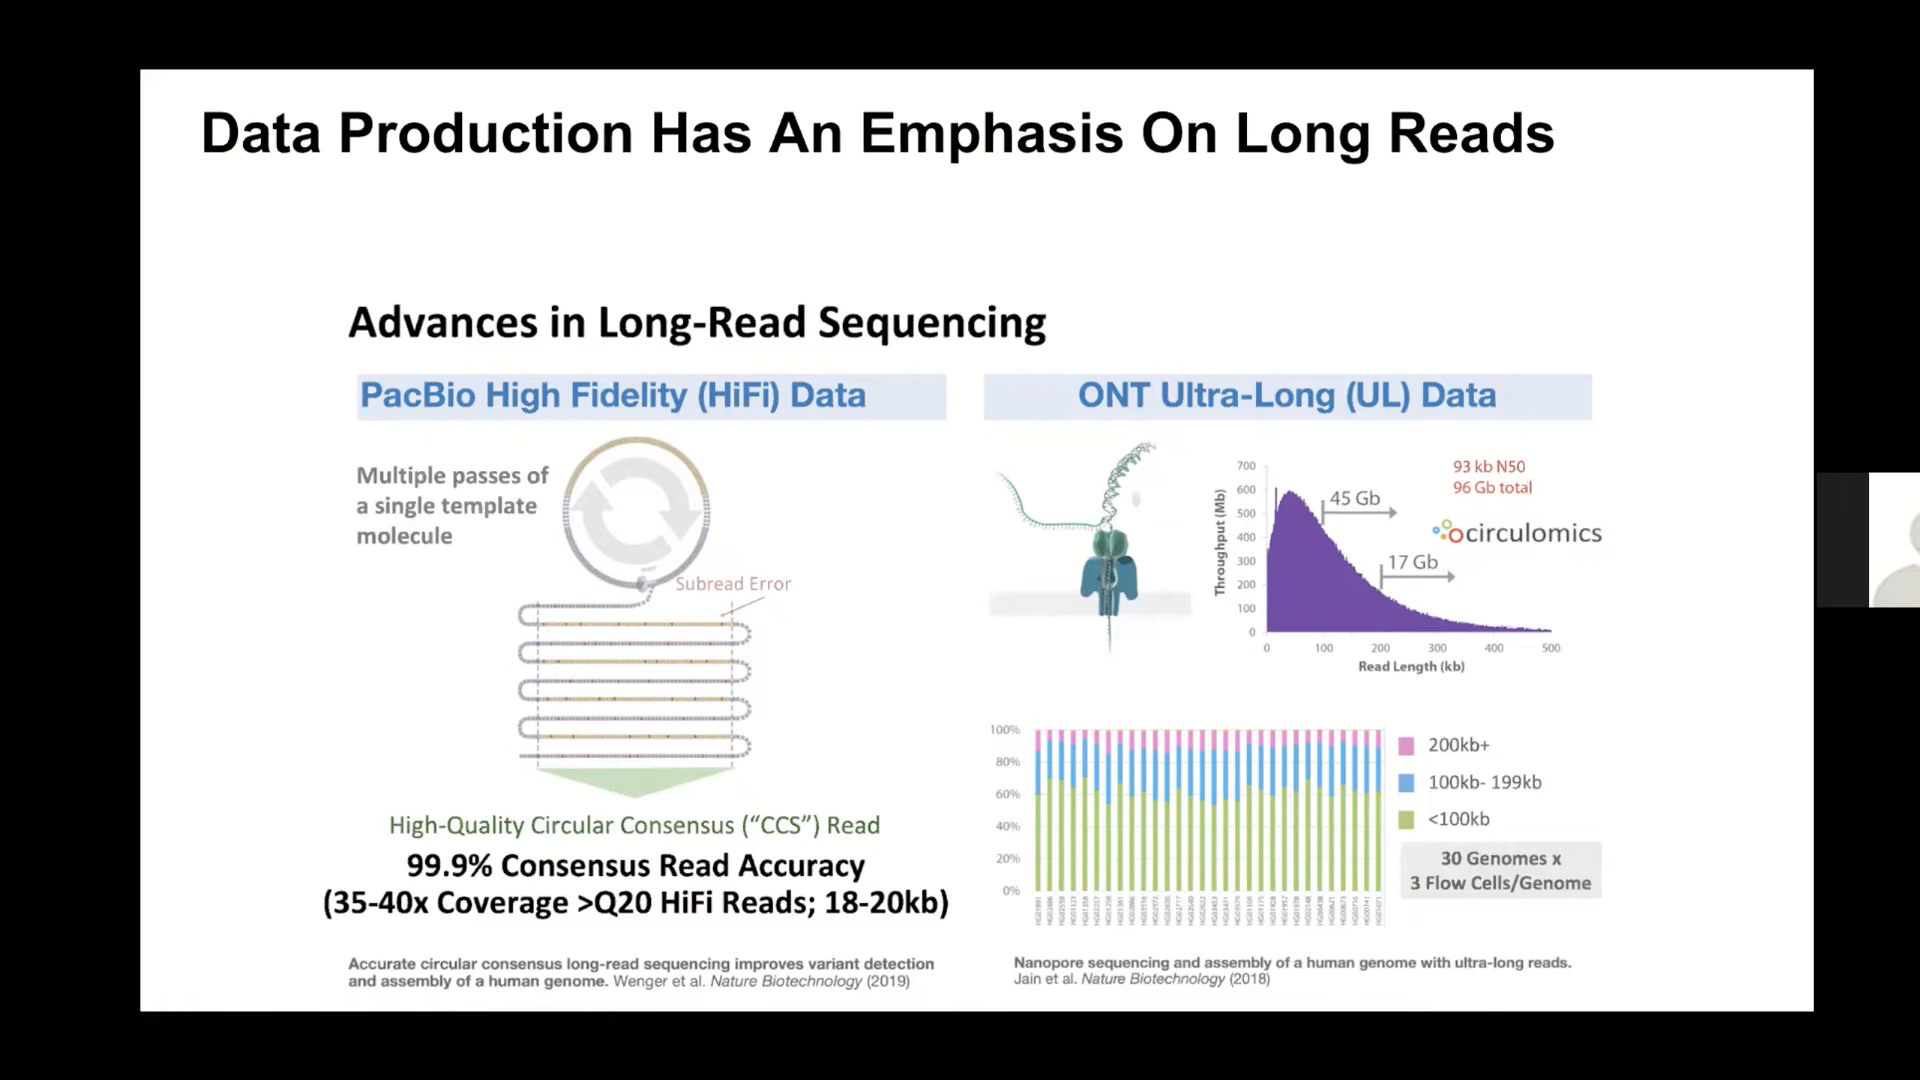 Data Production Has An Emphasis On Long Reads
Advances in Long-Read Sequencing
PacBio High Fidelity (HiFi) Data
Multiple passes of
a single template
molecule
Subread Error
High-Quality Circular Consensus (“CCS”) Read
99.9% Consensus Read Accuracy
(35-40x Coverage >Q20 HiFi Reads; 18-20kb)
Accurate circular consensus long-read sequencing improves variant detection
and assembly of a human genome. Wenger et al. Nature Biotechnology (2019)
ONT Ultra-Long (UL) Data
Throughput (Mb)
700
600
500
400
300
200
100
0
0 100 200 300 400 500
Read Length (kb)
45 Gb
17 Gb
93 kb N50
96 Gb total
circulomics
100%
80%
60%
40%
20%
0%
200kb+
100kb- 199kb
<100kb
30 Genomes x
3 Flow Cells/Genome
Nanopore sequencing and assembly of a human genome with ultra-long reads.
Jain et al. Nature Biotechnology (2018)